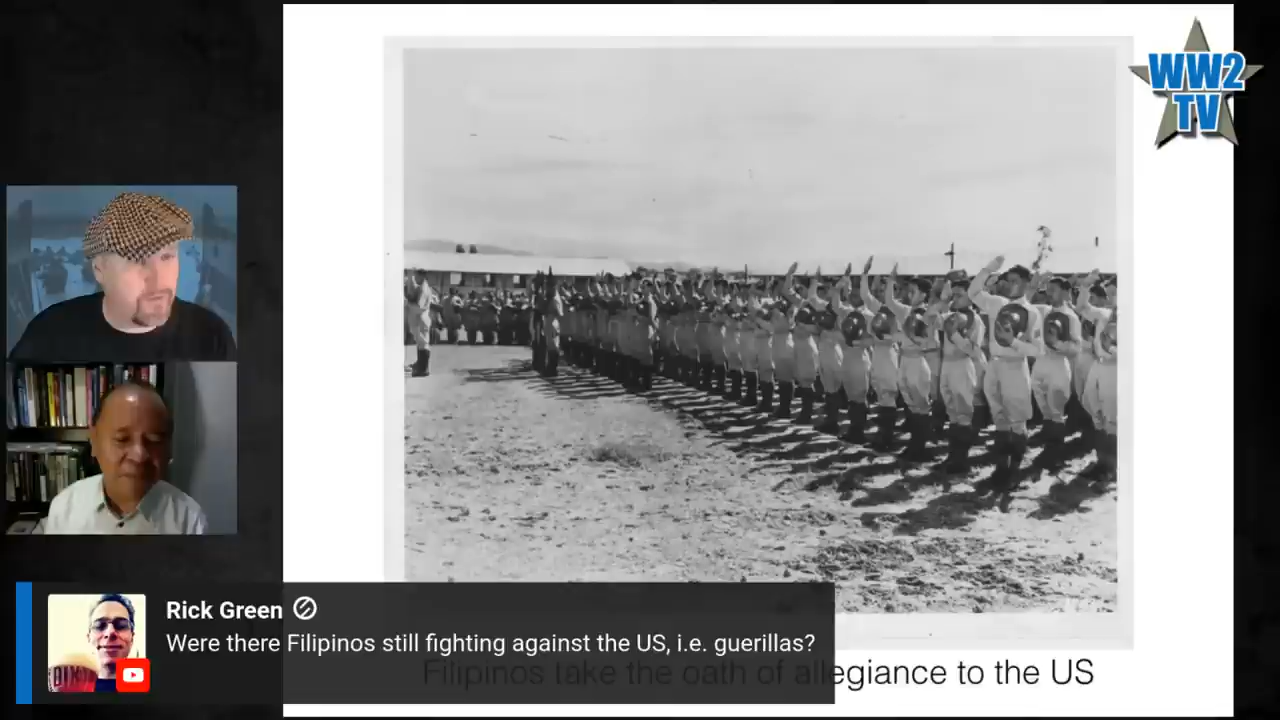 WW2
TV
Rick Green
Were there Filipinos still fighting against the US, i.e. guerillas?
Filipinos take the oath of allegiance to the US